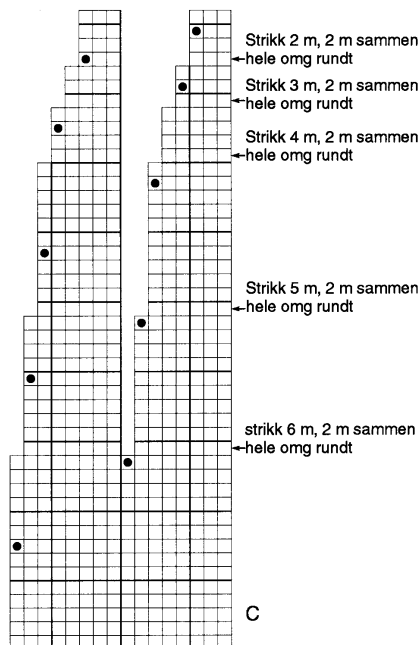 Strikk 2 m, 2 m sammen
hele omg rundt
Strikk 3 m, 2 m sammen
hele omg rundt
Strikk 4 m, 2 m sammen
hele omg rundt
Strikk 5 m, 2 m sammen
hele omg rundt
strikk 6 m, 2 m sammen
hele omg rundt
C